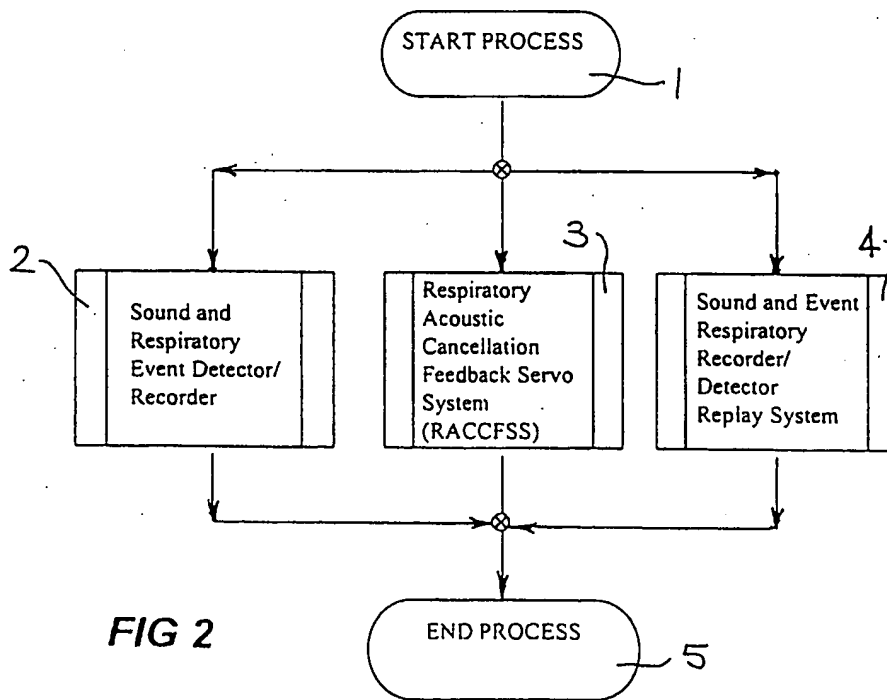 START PROCESS
1
2
Sound and
Respiratory
Event Detector/
Recorder
3
Respiratory
Acoustic
Cancellation
Feedback Servo
System
(RACCFSS)
4
Sound and Event
Respiratory
Recorder/
Detector
Replay System
FIG 2
END PROCESS
5